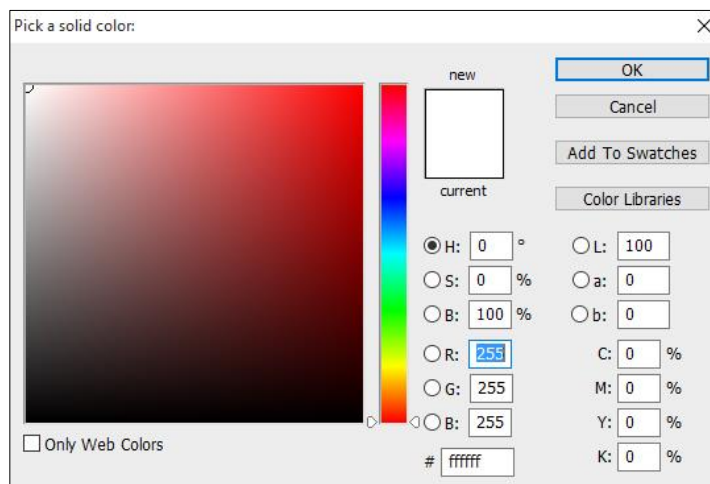 Pick a solid color:
new
current
OK
Cancel
Add To Swatches
Color Libraries
H: 0 °
S: 0 %
B: 100 %
R: 255
G: 255
B: 255
# ffffff
L: 100
a: 0
b: 0
C: 0 %
M: 0 %
Y: 0 %
K: 0 %
Only Web Colors